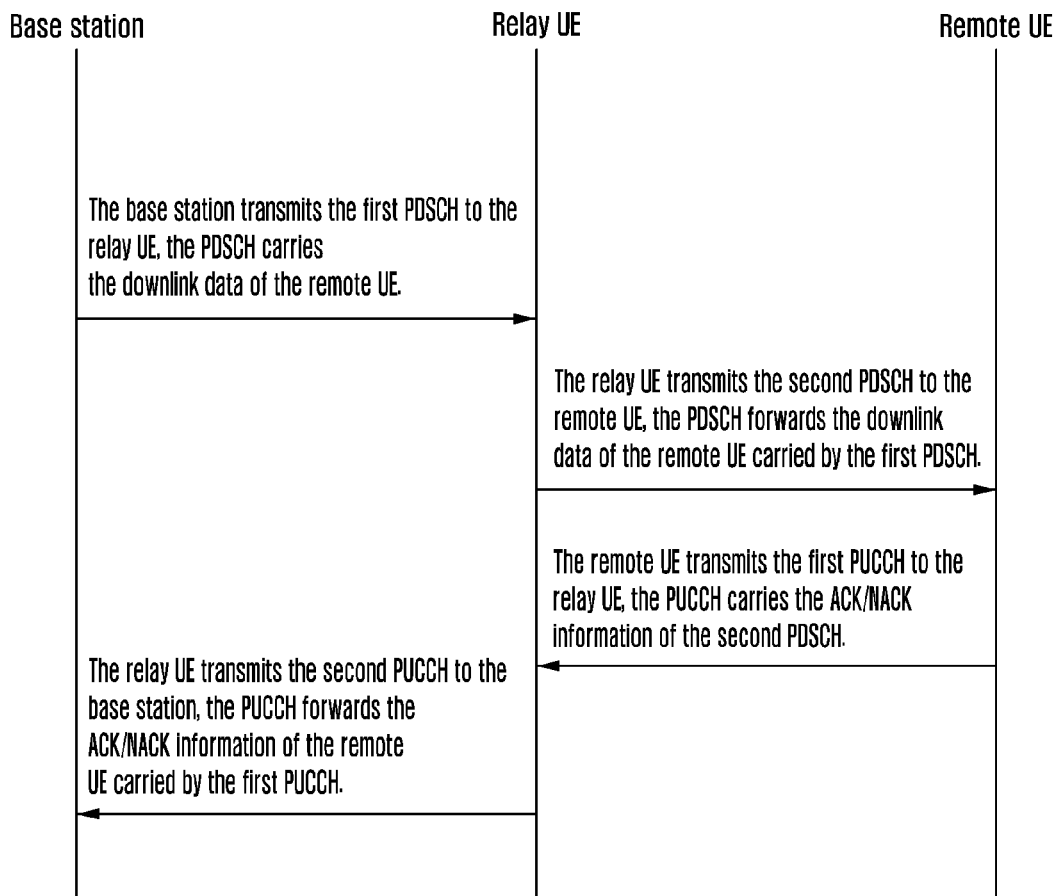 Base station
Relay UE
Remote UE
The base station transmits the first PDSCH to the
relay UE, the PDSCH carries
the downlink data of the remote UE.
The relay UE transmits the second PDSCH to the
remote UE, the PDSCH forwards the downlink
data of the remote UE carried by the first PDSCH.
The remote UE transmits the first PUCCH to the
relay UE, the PUCCH carries the ACK/NACK
information of the second PDSCH.
The relay UE transmits the second PUCCH to the
base station, the PUCCH forwards the
ACK/NACK information of the remote
UE carried by the first PUCCH.